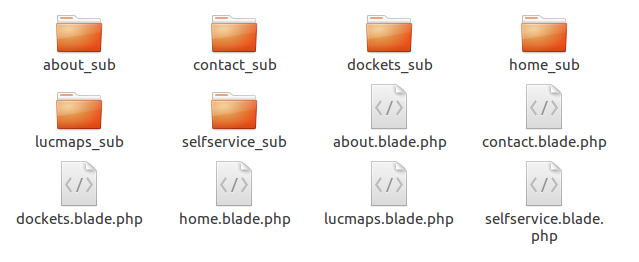 about_sub
contact_sub
dockets_sub
home_sub
lucmaps_sub
selfservice_sub
about.blade.php
contact.blade.php
dockets.blade.php
home.blade.php
lucmaps.blade.php
selfservice.blade.
php